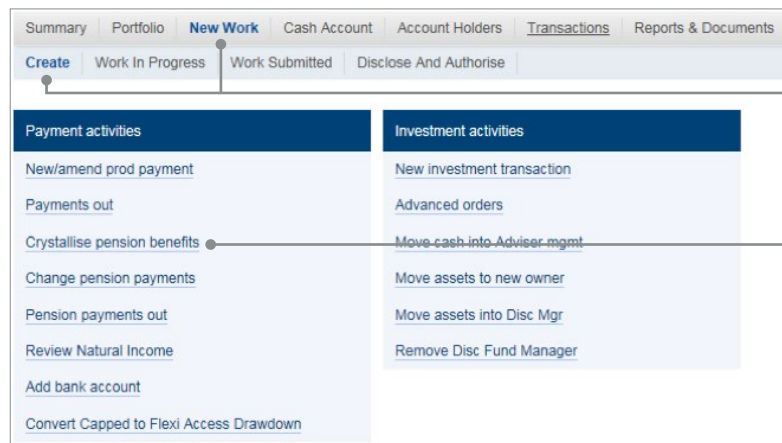 Summary Portfolio New Work Cash Account Account Holders Transactions Reports & Documents
Create Work In Progress Work Submitted Disclose And Authorise
Payment activities
New/amend prod payment
Payments out
Crystallise pension benefits
Change pension payments
Pension payments out
Review Natural Income
Add bank account
Convert Capped to Flexi Access Drawdown
Investment activities
New investment transaction
Advanced orders
Move cash into Adviser mgmt
Move assets to new owner
Move assets into Disc Mgr
Remove Disc Fund Manager